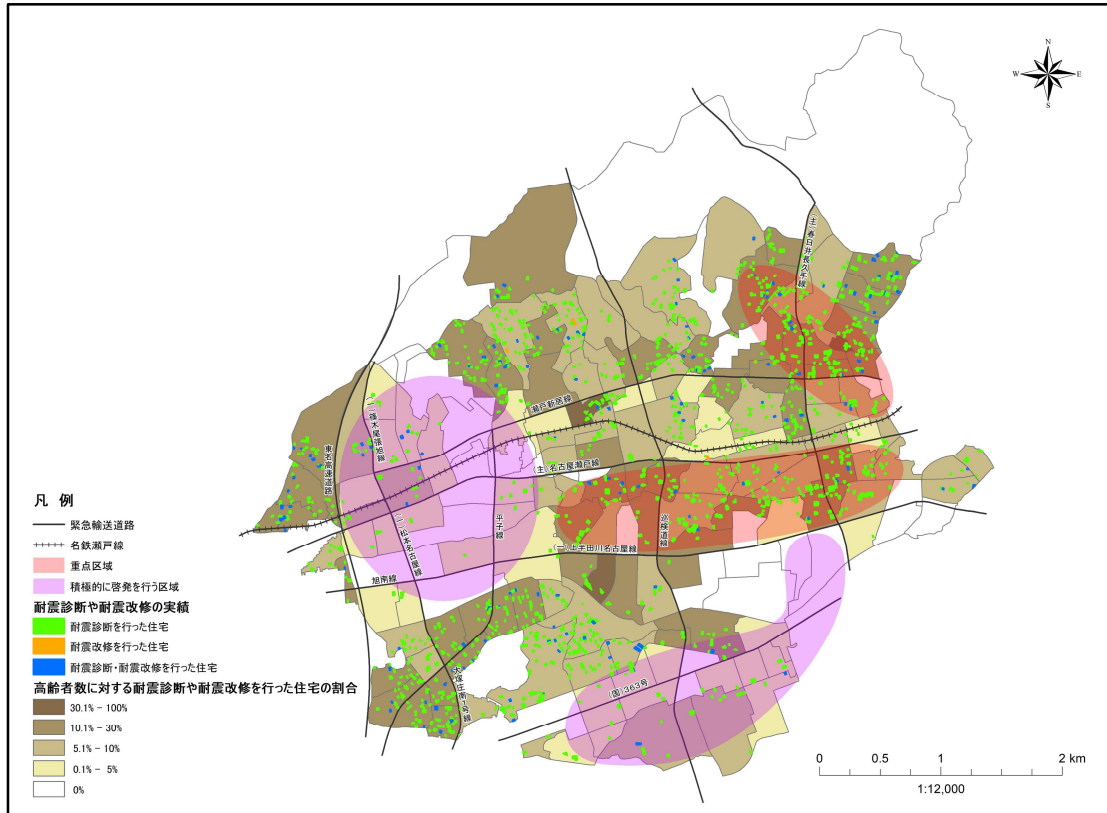 N
W
E
S
(主)春日井長久手線
瀬戸新居線
(一)篠木尾張旭線
東名高速道路
(主)名古屋瀬戸線
(一)松本名古屋線
平子線
巡検道線
(一)上半田川名古屋線
旭南線
大塚庄南1号線
(国)363号
凡 例
緊急輸送道路
名鉄瀬戸線
重点区域
積極的に啓発を行う区域
耐震診断や耐震改修の実績
耐震診断を行った住宅
耐震改修を行った住宅
耐震診断・耐震改修を行った住宅
高齢者数に対する耐震診断や耐震改修を行った住宅の割合
30.1% - 100%
10.1% - 30%
5.1% - 10%
0.1% - 5%
0%
0 0.5 1 2 km
1:12,000